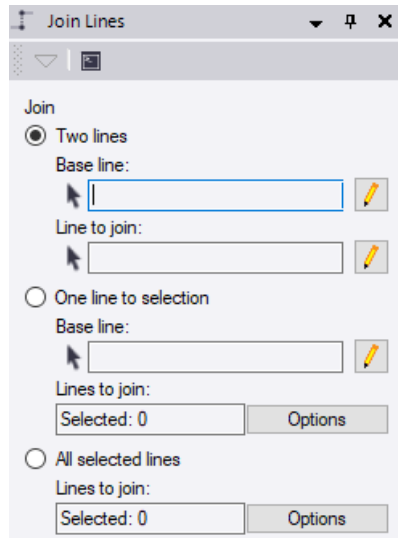 Join Lines
Join
Two lines
Base line:
Line to join:
One line to selection
Base line:
Lines to join:
Selected: 0 Options
All selected lines
Lines to join:
Selected: 0 Options